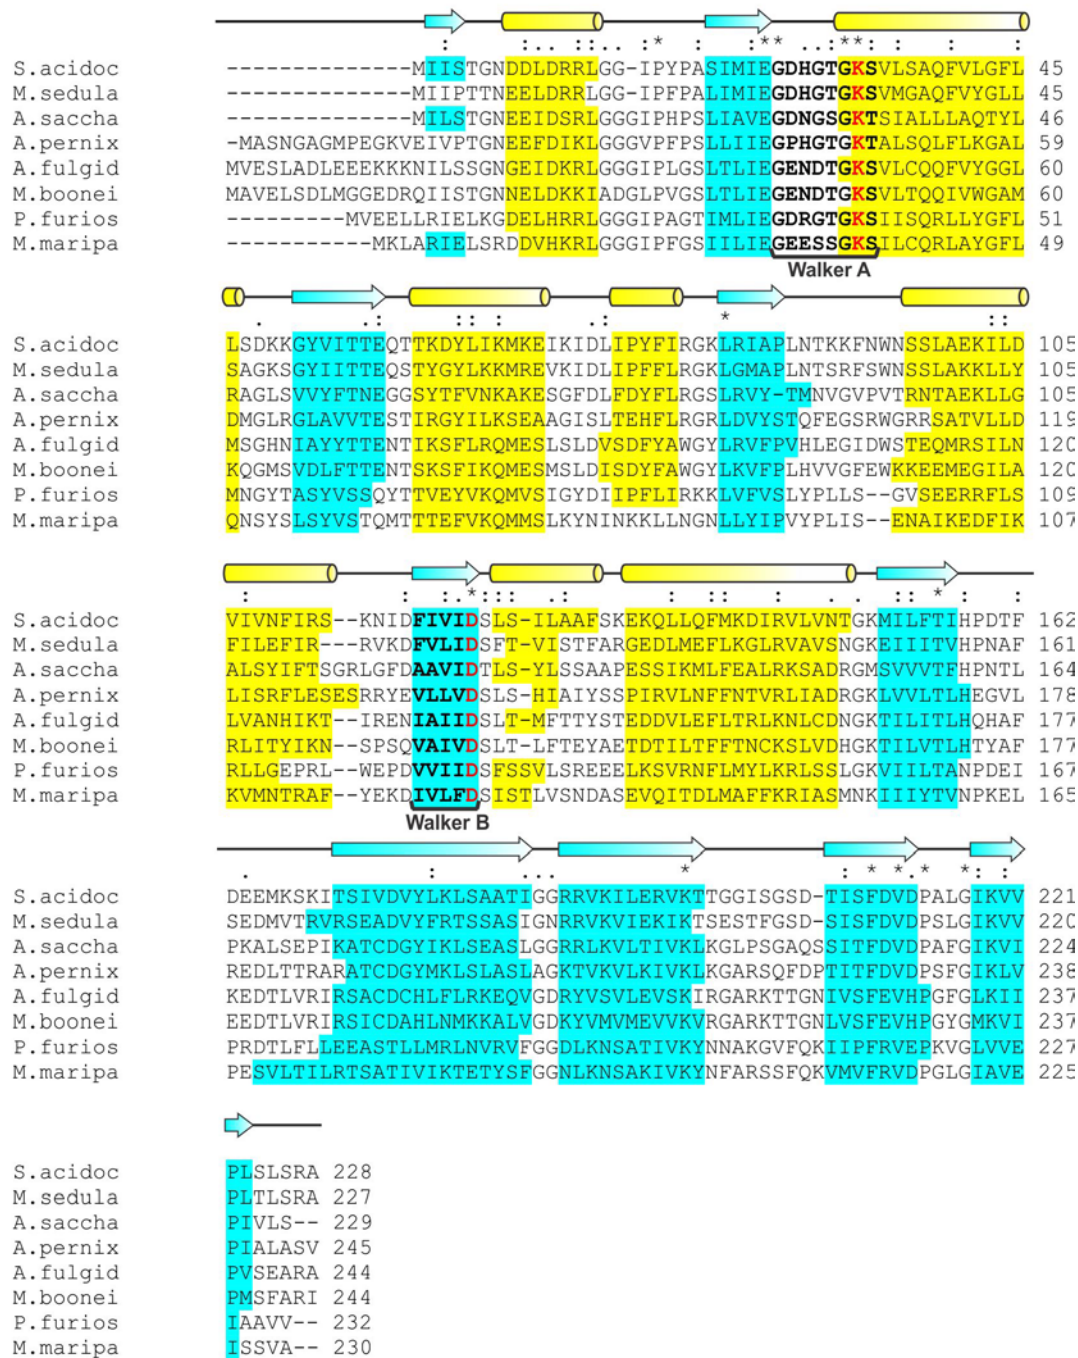 : : . . : : . . : * : : * * . . : * * : : : :
S.acidoc --------------MIISTGNDDLDRRLGG-IPYPASIMIEGDHGTGKSVLSAQFVLGFL 45
M.sedula --------------MIIPTTNEELDRRLGG-IPFPALIMIEGDHGTGKSVMGAQFVYGLL 45
A.saccha --------------MILSTGNEEIDSRLGGGIPHPSLIAVEGDNGSGKTSIALLLAQTYL 46
A.pernix -MASNGAGMPEGKVEIVPTGNEEFDIKLGGGVPFPSLLIIEGPHGTGKTALSQLFLKGAL 59
A.fulgid MVESLADLEEEKKKNILSSGNGEIDKKLGGGIPLGSLTLIEGENDTGKSVLCQQFVYGGL 60
M.boonei MAVELSDLMGGEDRQIISTGNNELDKKIADGLPVGSLTLIEGENDTGKSVLTQQIVWGAM 60
P.furios ---------MVEELLRIELKGDELHRRLGGGIPAGTIMLIEGDRGTGKSIISQRLLYGFL 51
M.maripa -----------MKLARIELSRDDVHKRLGGGIPFGSIILIEGEESSGKSILCQRLAYGFL 49
Walker A
. . : : : : . : * : :
S.acidoc LSDKKGYVITTEQTTKDYLIKMKEIKIDLIPYFIRGKLRIAPLNTKKFNWNSSLAEKILD 105
M.sedula SAGKSGYIITTEQSTYGYLKKMREVKIDLIPFFLRGKLGMAPLNTSRFSWNSSLAKKLLY 105
A.saccha RAGLSVVYFTNEGGSYTFVNKAKESGFDLFDYFLRGSLRVY-TMNVGVPVTRNTAEKLLG 105
A.pernix DMGLRGLAVVTESTIRGYILKSEAAGISLTEHFLRGRLDVYSTQFEGSRWGRRSATVLLD 119
A.fulgid MSGHNIAYYTTENTIKSFLRQMESLSLDVSDFYAWGYLRVFPVHLEGIDWSTEQMRSILN 120
M.boonei KQGMSVDLFTTENTSKSFIKQMESMSLDISDYFAWGYLKVFPLHVVGFEWKKEEMEGILA 120
P.furios MNGYTASYVSSQYTTVEYVKQMVSIGYDIIPFLIRKKLVFVSLYPLLS--GVSEERRFLS 109
M.maripa QNSYSLSYVSTQMTTTEFVKQMMSLKYNINKKLLNGNLLYIPVYPLIS--ENAIKEDFIK 107
: : : . . * : : : : : . . : : * :
S.acidoc VIVNFIRS--KNIDFIVIDSLS-ILAAFSKEKQLLQFMKDIRVLVNTGKMILFTIHPDTF 162
M.sedula FILEFIR---RVKDFVLIDSFT-VISTFARGEDLMEFLKGLRVAVSNGKEIIITVHPNAF 161
A.saccha ALSYIFTSGRLGFDAAVIDTLS-YLSSAAPESSIKMLFEALRKSADRGMSVVVTFHPNTL 164
A.pernix LISRFLESESRRYEVLLVDSLS-HIAIYSSPIRVLNFFNTVRLIADRGKLVVLTLHEGVL 178
A.fulgid LVANHIKT--IRENIAIIDSLT-MFTTYSTEDDVLEFLTRLKNLCDNGKTILITLHQHAF 177
M.boonei RLITYIKN--SPSQVAIVDSLT-LFTEYAETDTILTFFTNCKSLVDHGKTILVTLHTYAF 177
P.furios RLLGEPRL--WEPDVVIIDSFSSVLSREEELKSVRNFLMYLKRLSSLGKVIILTANPDEI 167
M.maripa KVMNTRAF--YEKDIVLFDSISTLVSNDASEVQITDLMAFFKRIASMNKIIIYTVNPKEL 165
Walker B
. : . . . * : * * . * *
S.acidoc DEEMKSKITSIVDVYLKLSAATIGGRRVKILERVKTTGGISGSD-TISFDVDPALGIKVV 221
M.sedula SEDMVTRVRSEADVYFRTSSASIGNRRVKVIEKIKTSESTFGSD-SISFDVDPSLGIKVV 220
A.saccha PKALSEPIKATCDGYIKLSEASLGGRRLKVLTIVKLKGLPSGAQSSITFDVDPAFGIKVI 224
A.pernix REDLTTRARATCDGYMKLSLASLAGKTVKVLKIVKLKGARSQFDPTITFDVDPSFGIKLV 238
A.fulgid KEDTLVRIRSACDCHLFLRKEQVGDRYVSVLEVSKIRGARKTTGNIVSFEVHPGFGLKII 237
M.boonei EEDTLVRIRSICDAHLNMKKALVGDKYVMVMEVVKVRGARKTTGNLVSFEVHPGYGMKVI 237
P.furios PRDTLFLLEEASTLLMRLNVRVFGGDLKNSATIVKYNNAKGVFQKIIPFRVEPKVGLVVE 227
M.maripa PESVLTILRTSATIVIKTETYSFGGNLKNSAKIVKYNFARSSFQKVMVFRVDPGLGIAVE 225
S.acidoc PLSLSRA 228
M.sedula PLTLSRA 227
A.saccha PIVLS-- 229
A.pernix PIALASV 245
A.fulgid PVSEARA 244
M.boonei PMSFARI 244
P.furios IAAVV-- 232
M.maripa ISSVA-- 230